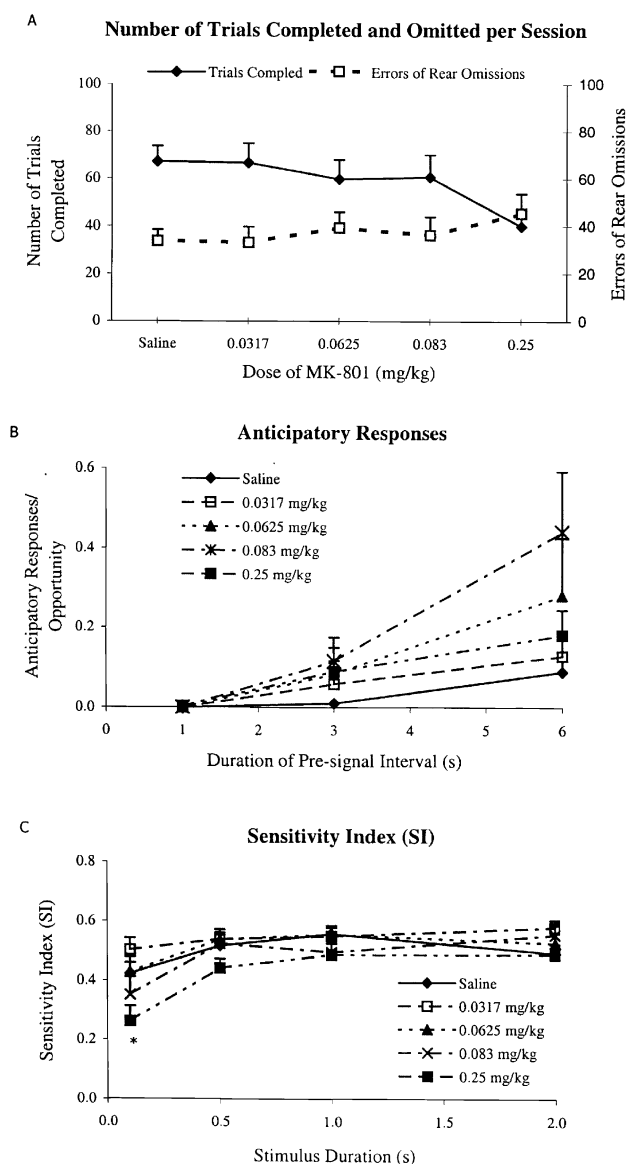 A
Number of Trials Completed and Omitted per Session
Trials Compled
Errors of Rear Omissions
Number of Trials
Completed
100
80
60
40
20
0
100
80
60
40
20
0
Errors of Rear Omissions
Saline 0.0317 0.0625 0.083 0.25
Dose of MK-801 (mg/kg)
B
Anticipatory Responses
Anticipatory Responses/
Opportunity
0.6
0.4
0.2
0.0
Saline
0.0317 mg/kg
0.0625 mg/kg
0.083 mg/kg
0.25 mg/kg
0 1 2 3 4 5 6
Duration of Pre-signal Interval (s)
C
Sensitivity Index (SI)
Sensitivity Index (SI)
0.8
0.6
0.4
0.2
0.0
*
Saline
0.0317 mg/kg
0.0625 mg/kg
0.083 mg/kg
0.25 mg/kg
0.0 0.5 1.0 1.5 2.0
Stimulus Duration (s)